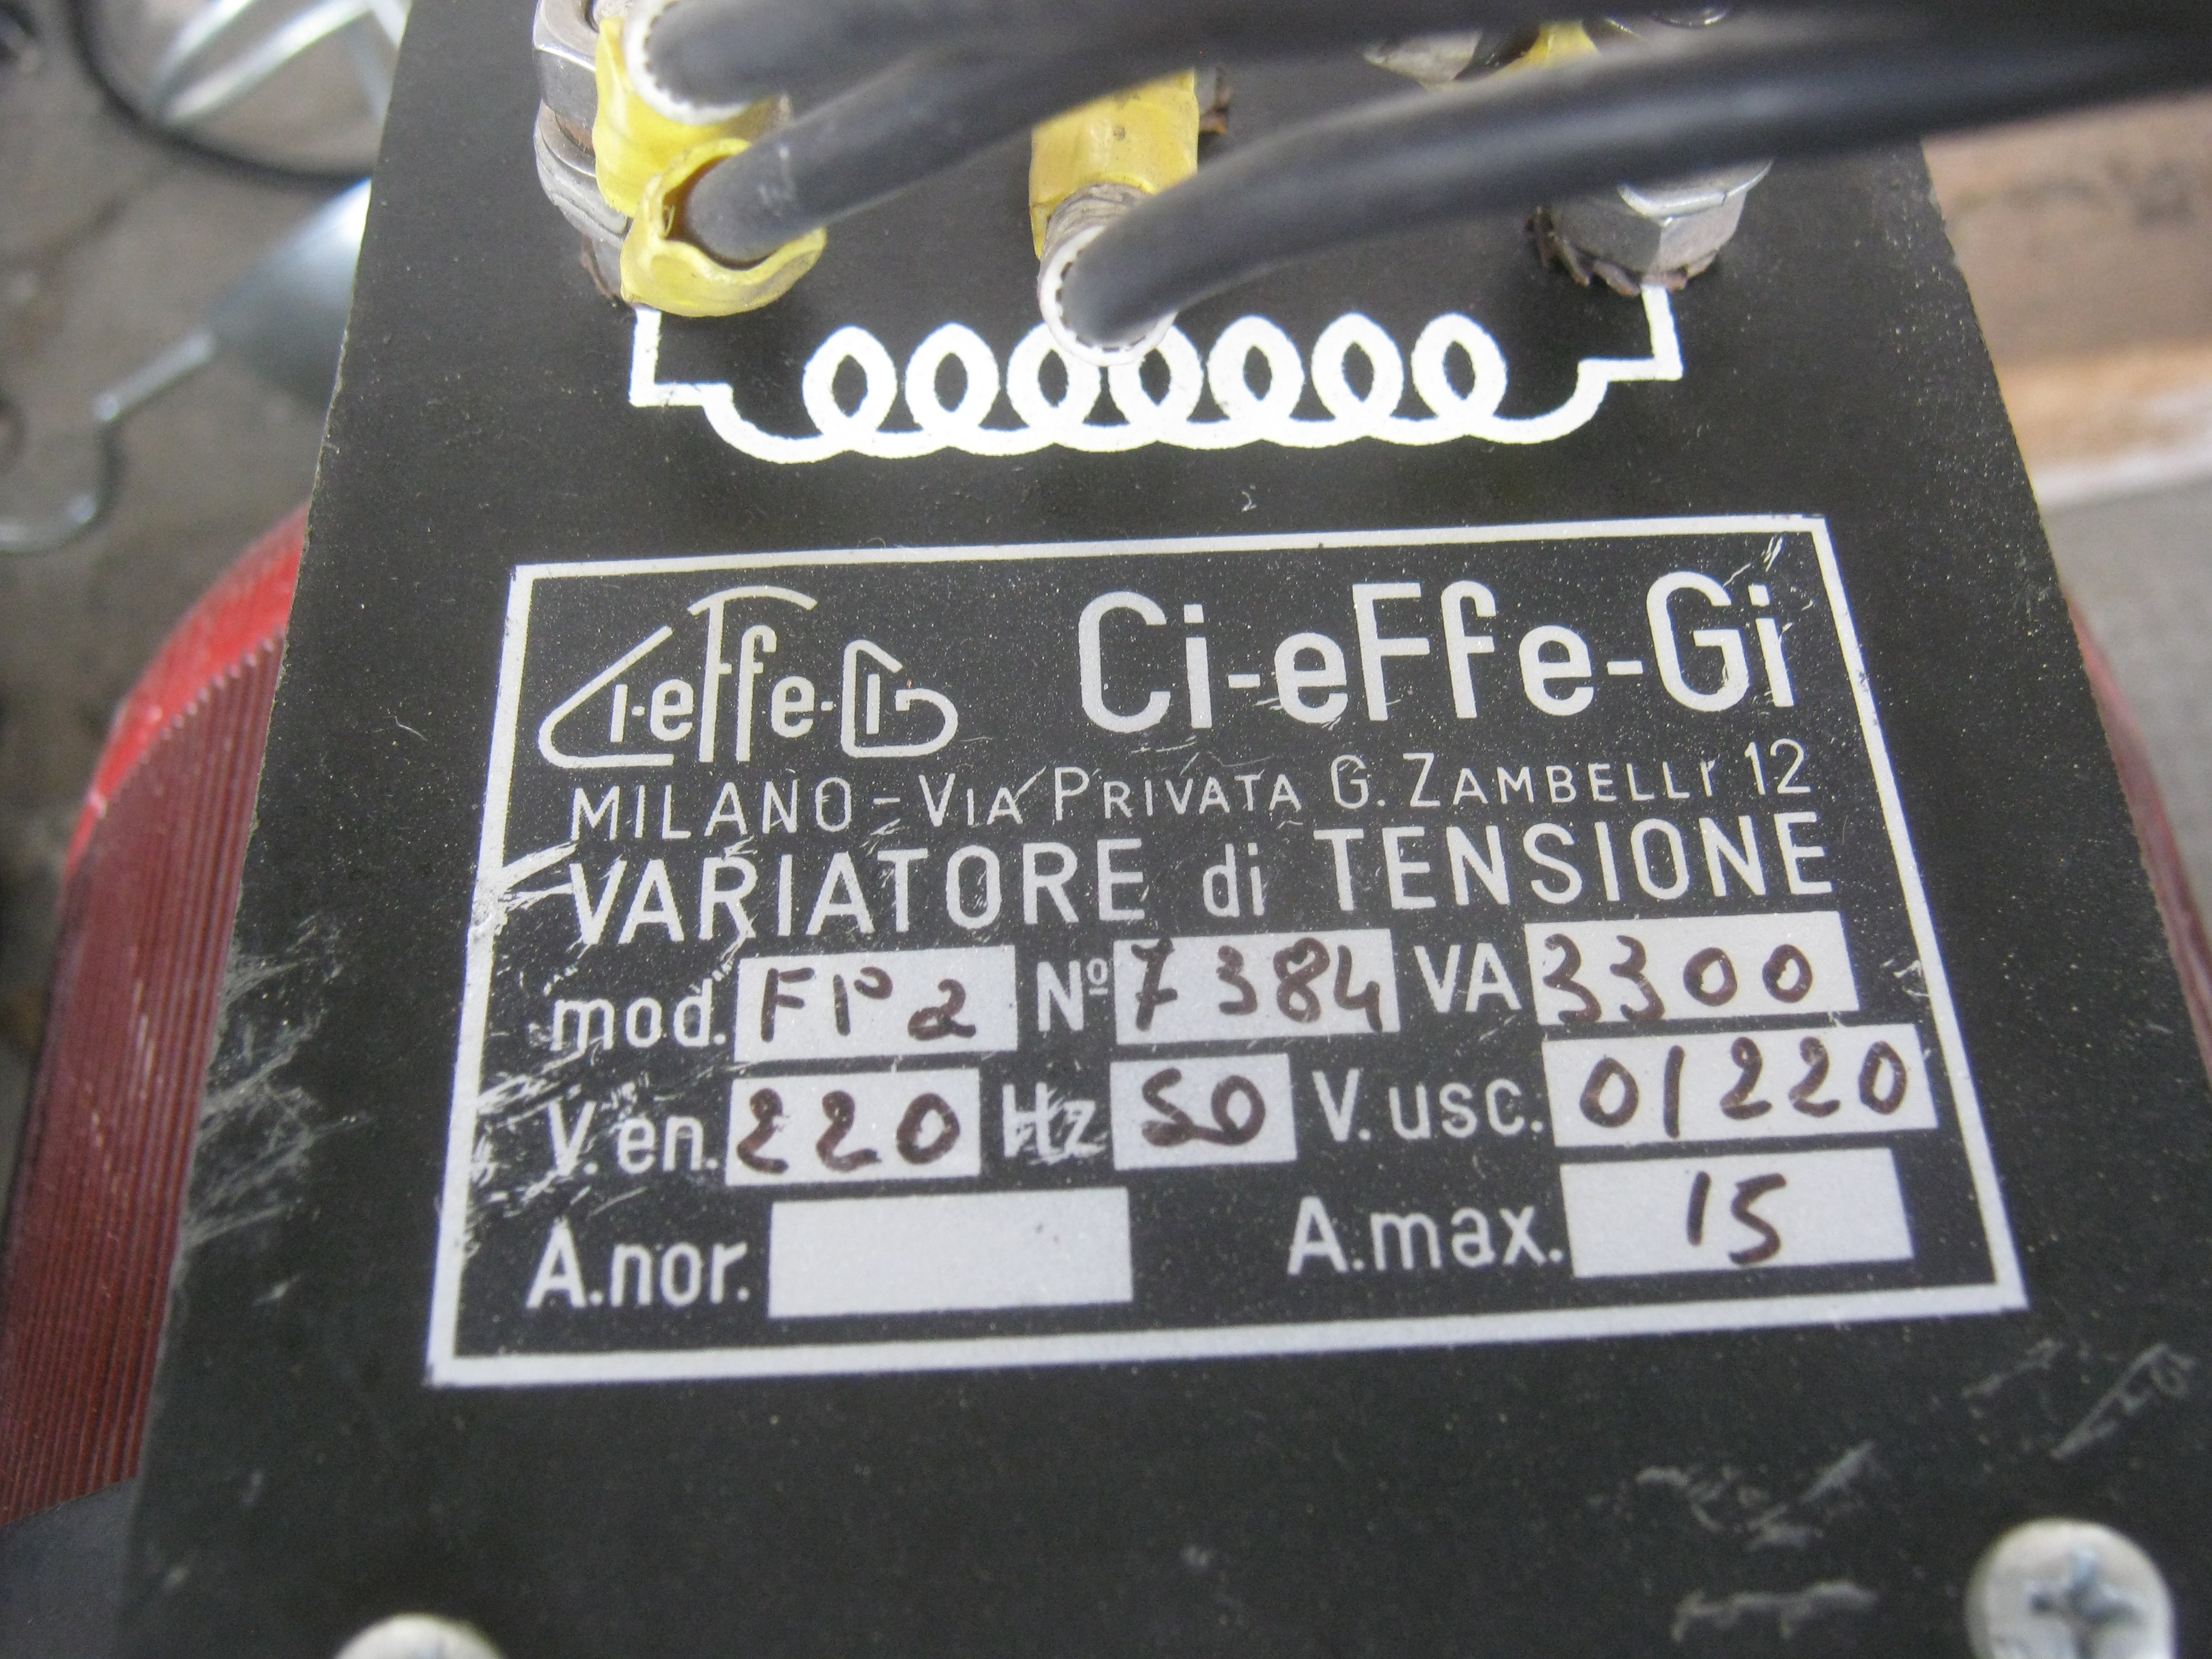 Ci-eFfe-Gi Ci-eFfe-Gi
MILANO - VIA PRIVATA G. ZAMBELLI 12
VARIATORE di TENSIONE
mod. FP2 Nº 7384 VA 3300
V. en. 220 Hz 50 V. usc. 0/220
A.nor. A.max. 15